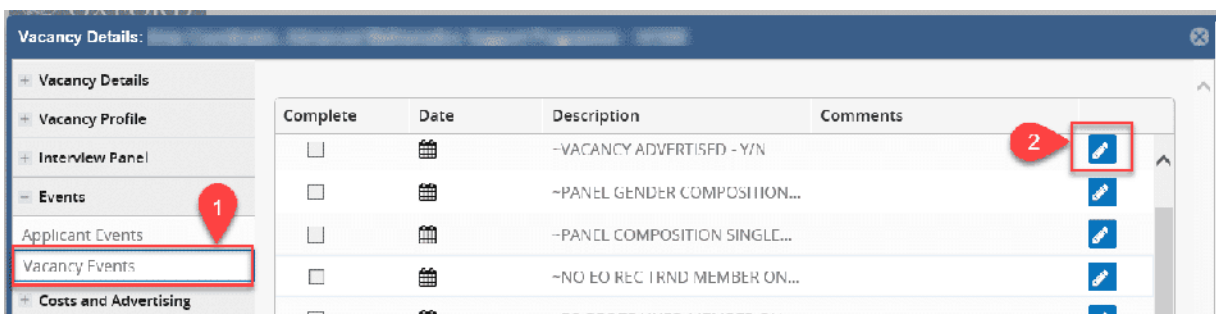 Vacancy Details:
Vacancy Details
Vacancy Profile
Interview Panel
Events
1
Applicant Events
Vacancy Events
Costs and Advertising
Complete Date Description Comments
~VACANCY ADVERTISED - Y/N
2
~PANEL GENDER COMPOSITION...
~PANEL COMPOSITION SINGLE...
~NO EO REC TRND MEMBER ON...